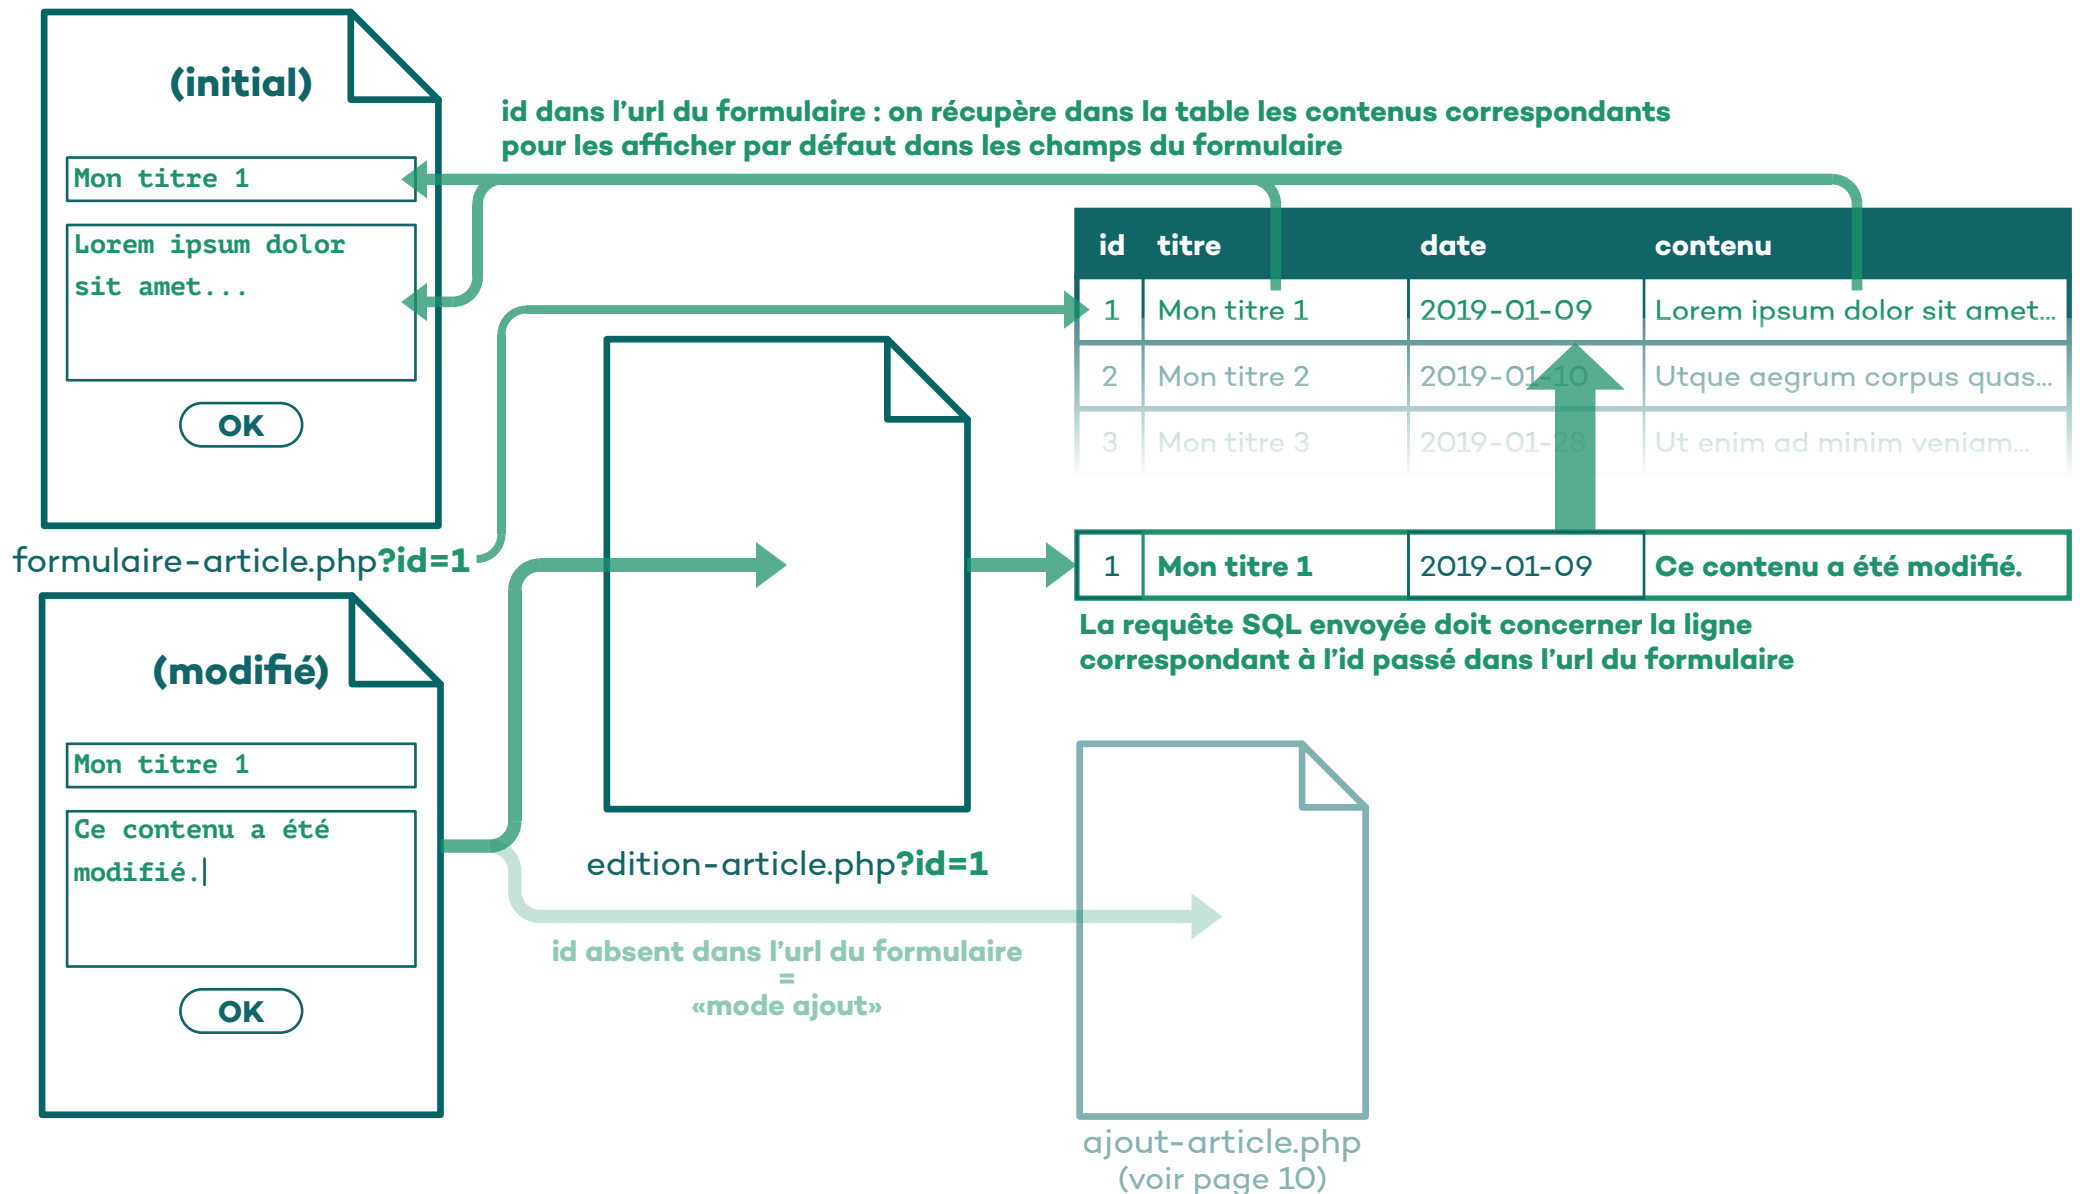 (initial)
id dans l’url du formulaire : on récupère dans la table les contenus correspondants
pour les afficher par défaut dans les champs du formulaire
Mon titre 1
Lorem ipsum dolor
sit amet...
OK
formulaire-article.php?id=1
id titre date contenu
1 Mon titre 1 2019-01-09 Lorem ipsum dolor sit amet...
2 Mon titre 2 2019-01-10 Utque aegrum corpus quas...
3 Mon titre 3 2019-01-28 Ut enim ad minim veniam...
1 Mon titre 1 2019-01-09 Ce contenu a été modifié.
La requête SQL envoyée doit concerner la ligne
correspondant à l’id passé dans l’url du formulaire
(modifié)
Mon titre 1
Ce contenu a été
modifié.
OK
edition-article.php?id=1
id absent dans l’url du formulaire
=
«mode ajout»
ajout-article.php
(voir page 10)